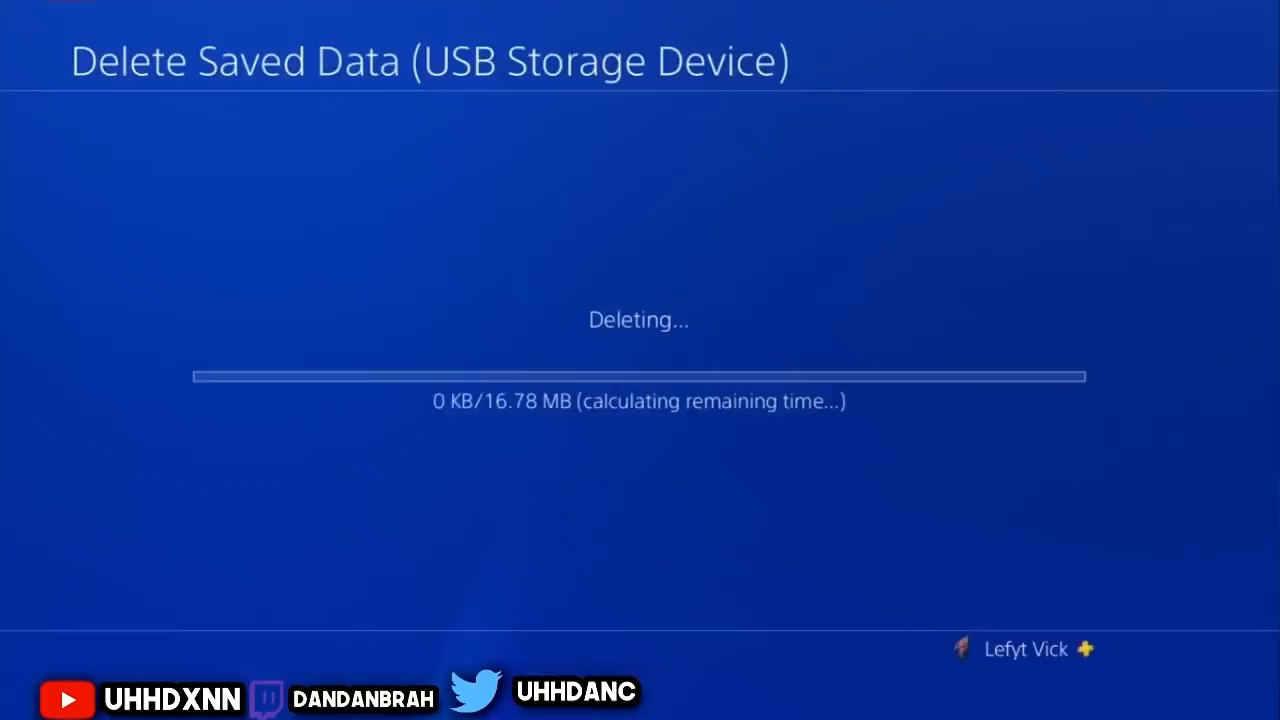 Delete Saved Data (USB Storage Device)
Deleting...
0 KB/16.78 MB (calculating remaining time...)
Lefyt Vick
UHHDXNN DANDANBRAH UHHDANC